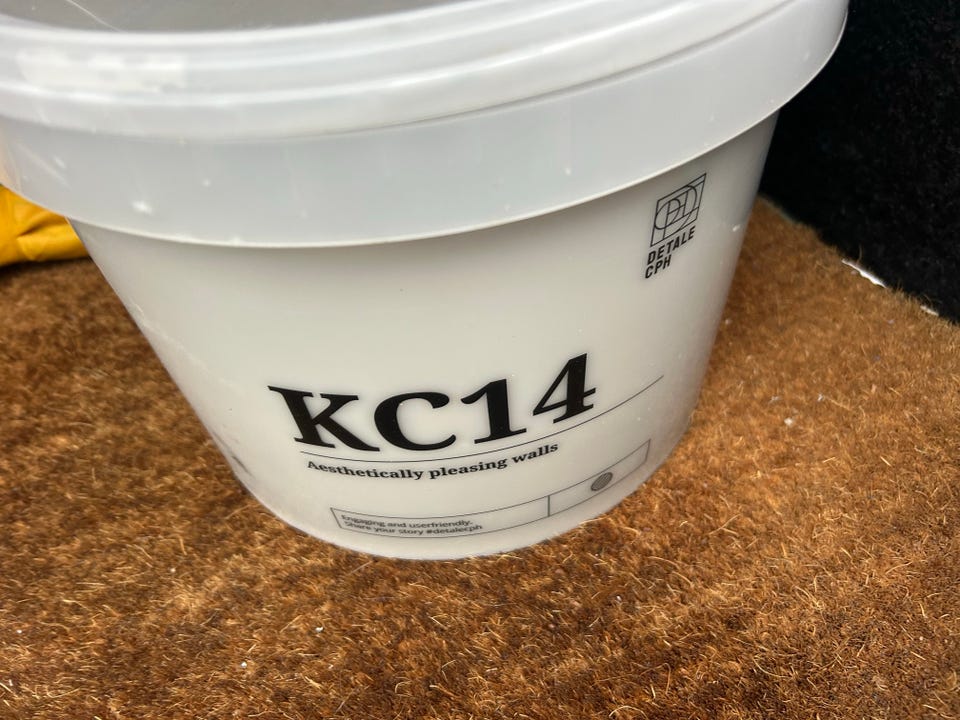 DETALE
CPH
KC14
Aesthetically pleasing walls
Engaging and userfriendly.
Share your story #detalecph